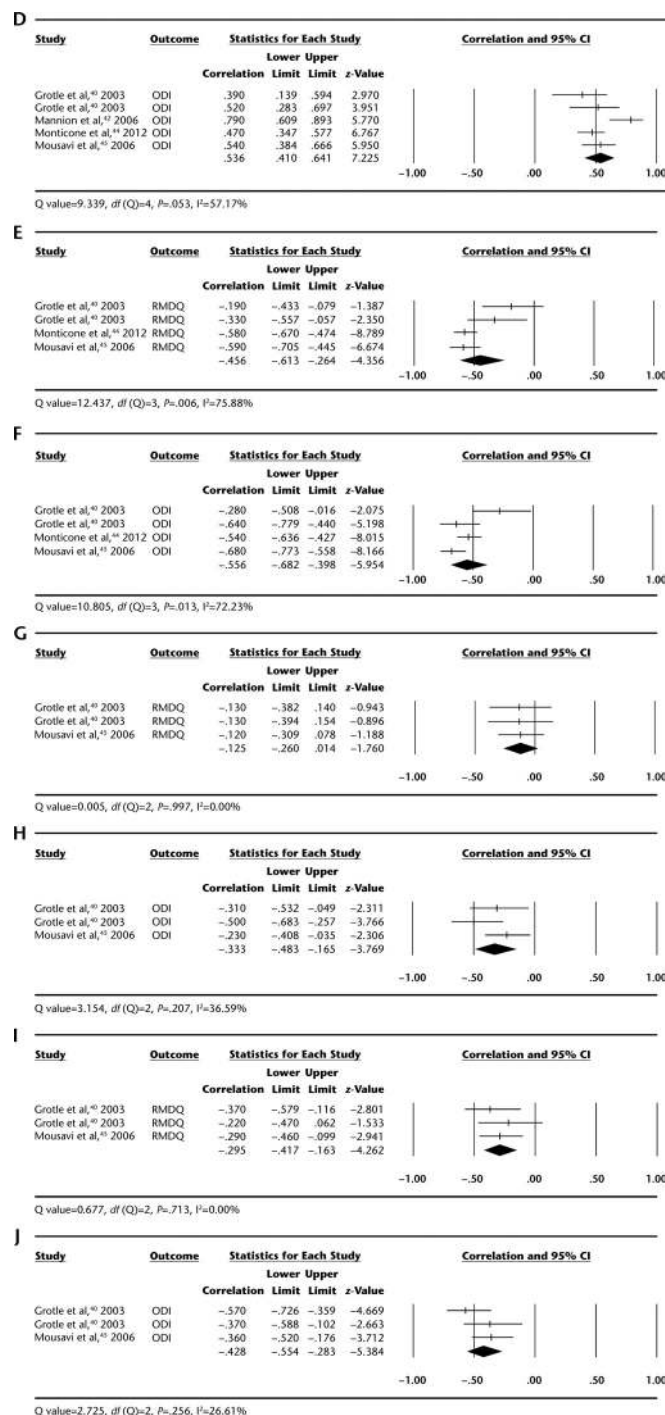 D
Study Outcome Statistics for Each Study Correlation and 95% CI
Lower Upper
Correlation Limit Limit z-Value
Grotle et al,⁴⁰ 2003 ODI .390 .139 .594 2.970
Grotle et al,⁴⁰ 2003 ODI .520 .283 .697 3.951
Mannion et al,⁴² 2006 ODI .790 .609 .893 5.770
Monticone et al,⁴⁴ 2012 ODI .470 .347 .577 6.767
Mousavi et al,⁴⁵ 2006 ODI .540 .384 .666 5.950
.536 .410 .641 7.225
–1.00 –.50 .00 .50 1.00
Q value=9.339, df (Q)=4, P=.053, I²=57.17%
E
Study Outcome Statistics for Each Study Correlation and 95% CI
Lower Upper
Correlation Limit Limit z-Value
Grotle et al,⁴⁰ 2003 RMDQ –.190 –.433 –.079 –1.387
Grotle et al,⁴⁰ 2003 RMDQ –.330 –.557 –.057 –2.350
Monticone et al,⁴⁴ 2012 RMDQ –.580 –.670 –.474 –8.789
Mousavi et al,⁴⁵ 2006 RMDQ –.590 –.705 –.445 –6.674
–.456 –.613 –.264 –4.356
–1.00 –.50 .00 .50 1.00
Q value=12.437, df (Q)=3, P=.006, I²=75.88%
F
Study Outcome Statistics for Each Study Correlation and 95% CI
Lower Upper
Correlation Limit Limit z-Value
Grotle et al,⁴⁰ 2003 ODI –.280 –.508 –.016 –2.075
Grotle et al,⁴⁰ 2003 ODI –.640 –.779 –.440 –5.198
Monticone et al,⁴⁴ 2012 ODI –.540 –.636 –.427 –8.015
Mousavi et al,⁴⁵ 2006 ODI –.680 –.773 –.558 –8.166
–.556 –.682 –.398 –5.954
–1.00 –.50 .00 .50 1.00
Q value=10.805, df (Q)=3, P=.013, I²=72.23%
G
Study Outcome Statistics for Each Study Correlation and 95% CI
Lower Upper
Correlation Limit Limit z-Value
Grotle et al,⁴⁰ 2003 RMDQ –.130 –.382 .140 –0.943
Grotle et al,⁴⁰ 2003 RMDQ –.130 –.394 .154 –0.896
Mousavi et al,⁴⁵ 2006 RMDQ –.120 –.309 .078 –1.188
–.125 –.260 .014 –1.760
–1.00 –.50 .00 .50 1.00
Q value=0.005, df (Q)=2, P=.997, I²=0.00%
H
Study Outcome Statistics for Each Study Correlation and 95% CI
Lower Upper
Correlation Limit Limit z-Value
Grotle et al,⁴⁰ 2003 ODI –.310 –.532 –.049 –2.311
Grotle et al,⁴⁰ 2003 ODI –.500 –.683 –.257 –3.766
Mousavi et al,⁴⁵ 2006 ODI –.230 –.408 –.035 –2.306
–.333 –.483 –.165 –3.769
–1.00 –.50 .00 .50 1.00
Q value=3.154, df (Q)=2, P=.207, I²=36.59%
I
Study Outcome Statistics for Each Study Correlation and 95% CI
Lower Upper
Correlation Limit Limit z-Value
Grotle et al,⁴⁰ 2003 RMDQ –.370 –.579 –.116 –2.801
Grotle et al,⁴⁰ 2003 RMDQ –.220 –.470 .062 –1.533
Mousavi et al,⁴⁵ 2006 RMDQ –.290 –.460 –.099 –2.941
–.295 –.417 –.163 –4.262
–1.00 –.50 .00 .50 1.00
Q value=0.677, df (Q)=2, P=.713, I²=0.00%
J
Study Outcome Statistics for Each Study Correlation and 95% CI
Lower Upper
Correlation Limit Limit z-Value
Grotle et al,⁴⁰ 2003 ODI –.570 –.726 –.359 –4.669
Grotle et al,⁴⁰ 2003 ODI –.370 –.588 –.102 –2.663
Mousavi et al,⁴⁵ 2006 ODI –.360 –.520 –.176 –3.712
–.428 –.554 –.283 –5.384
–1.00 –.50 .00 .50 1.00
Q value=2.725, df (Q)=2, P=.256, I²=26.61%